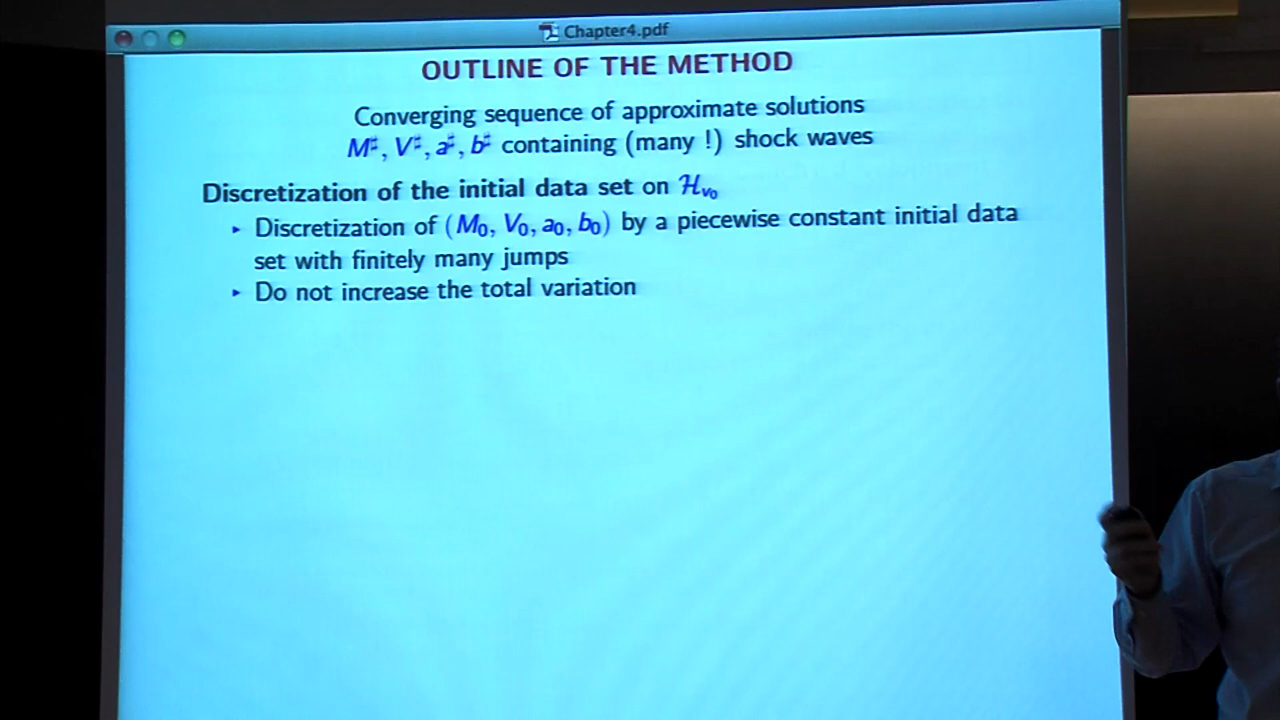 Chapter4.pdf
OUTLINE OF THE METHOD
Converging sequence of approximate solutions
M♯, V♯, a♯, b♯ containing (many !) shock waves
Discretization of the initial data set on ℋv₀
▸ Discretization of (M₀, V₀, a₀, b₀) by a piecewise constant initial data
set with finitely many jumps
▸ Do not increase the total variation